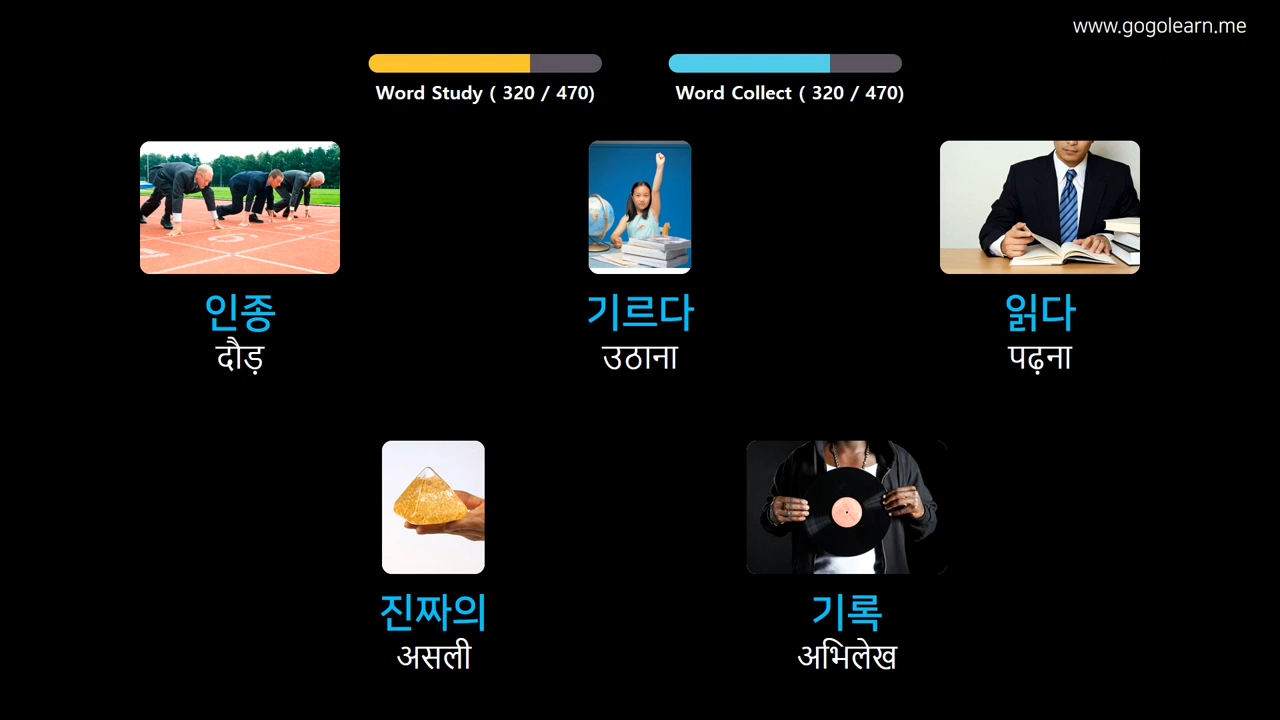 www.gogolearn.me
Word Study ( 320 / 470)
Word Collect ( 320 / 470)
인종
दौड़
기르다
उठाना
읽다
पढ़ना
진짜의
असली
기록
अभिलेख